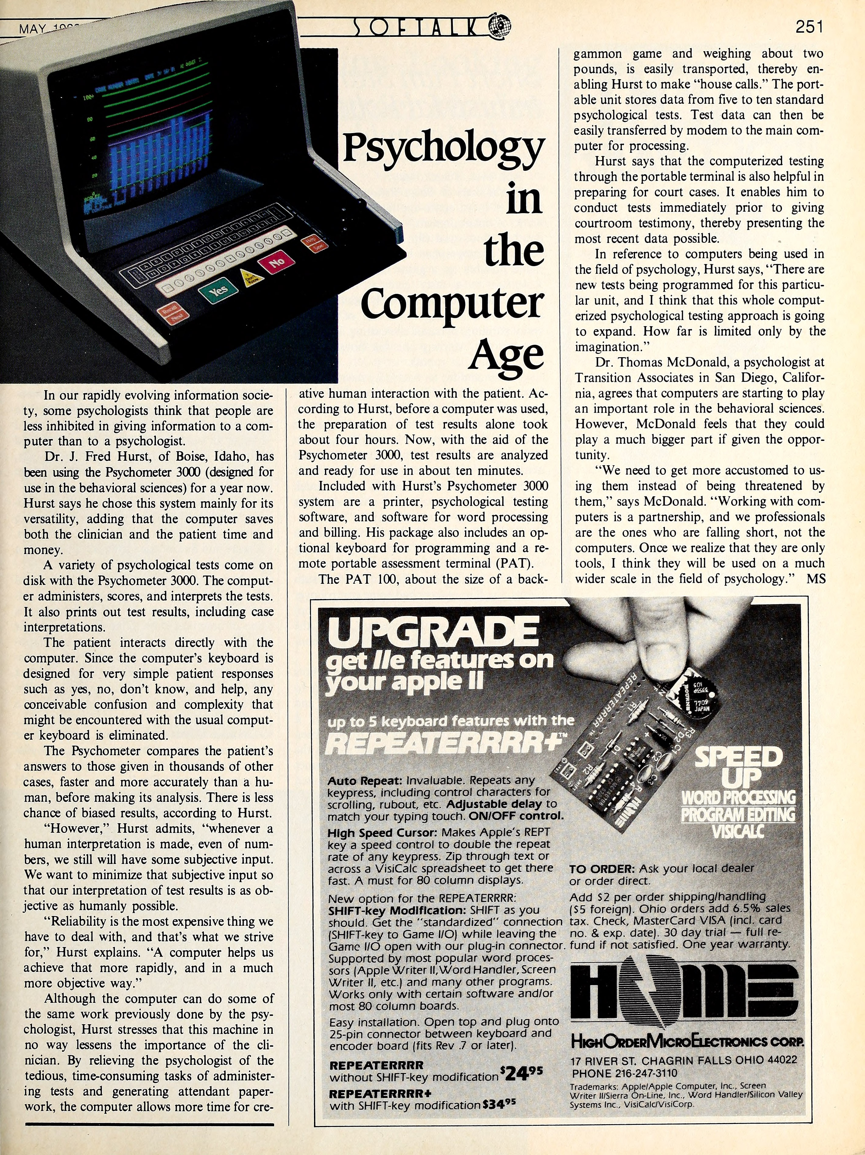 MAY
SOFTALK
251
Psychology
in
the
Computer
Age
Yes
No
In our rapidly evolving information socie-
ty, some psychologists think that people are
less inhibited in giving information to a com-
puter than to a psychologist.
Dr. J. Fred Hurst, of Boise, Idaho, has
been using the Psychometer 3000 (designed for
use in the behavioral sciences) for a year now.
Hurst says he chose this system mainly for its
versatility, adding that the computer saves
both the clinician and the patient time and
money.
A variety of psychological tests come on
disk with the Psychometer 3000. The comput-
er administers, scores, and interprets the tests.
It also prints out test results, including case
interpretations.
The patient interacts directly with the
computer. Since the computer's keyboard is
designed for very simple patient responses
such as yes, no, don't know, and help, any
conceivable confusion and complexity that
might be encountered with the usual comput-
er keyboard is eliminated.
The Psychometer compares the patient's
answers to those given in thousands of other
cases, faster and more accurately than a hu-
man, before making its analysis. There is less
chance of biased results, according to Hurst.
"However," Hurst admits, "whenever a
human interpretation is made, even of num-
bers, we still will have some subjective input.
We want to minimize that subjective input so
that our interpretation of test results is as ob-
jective as humanly possible.
"Reliability is the most expensive thing we
have to deal with, and that's what we strive
for," Hurst explains. "A computer helps us
achieve that more rapidly, and in a much
more objective way."
Although the computer can do some of
the same work previously done by the psy-
chologist, Hurst stresses that this machine in
no way lessens the importance of the cli-
nician. By relieving the psychologist of the
tedious, time-consuming tasks of administer-
ing tests and generating attendant paper-
work, the computer allows more time for cre-
ative human interaction with the patient. Ac-
cording to Hurst, before a computer was used,
the preparation of test results alone took
about four hours. Now, with the aid of the
Psychometer 3000, test results are analyzed
and ready for use in about ten minutes.
Included with Hurst's Psychometer 3000
system are a printer, psychological testing
software, and software for word processing
and billing. His package also includes an op-
tional keyboard for programming and a re-
mote portable assessment terminal (PAT).
The PAT 100, about the size of a back-
gammon game and weighing about two
pounds, is easily transported, thereby en-
abling Hurst to make "house calls." The port-
able unit stores data from five to ten standard
psychological tests. Test data can then be
easily transferred by modem to the main com-
puter for processing.
Hurst says that the computerized testing
through the portable terminal is also helpful in
preparing for court cases. It enables him to
conduct tests immediately prior to giving
courtroom testimony, thereby presenting the
most recent data possible.
In reference to computers being used in
the field of psychology, Hurst says, "There are
new tests being programmed for this particu-
lar unit, and I think that this whole comput-
erized psychological testing approach is going
to expand. How far is limited only by the
imagination."
Dr. Thomas McDonald, a psychologist at
Transition Associates in San Diego, Califor-
nia, agrees that computers are starting to play
an important role in the behavioral sciences.
However, McDonald feels that they could
play a much bigger part if given the oppor-
tunity.
"We need to get more accustomed to us-
ing them instead of being threatened by
them," says McDonald. "Working with com-
puters is a partnership, and we professionals
are the ones who are falling short, not the
computers. Once we realize that they are only
tools, I think they will be used on a much
wider scale in the field of psychology." MS
UPGRADE
get IIe features on
your apple II
up to 5 keyboard features with the
REPEATERRRR+™
Auto Repeat: Invaluable. Repeats any
keypress, including control characters for
scrolling, rubout, etc. Adjustable delay to
match your typing touch. ON/OFF control.
High Speed Cursor: Makes Apple's REPT
key a speed control to double the repeat
rate of any keypress. Zip through text or
across a VisiCalc spreadsheet to get there
fast. A must for 80 column displays.
New option for the REPEATERRRR:
SHIFT-key Modification: SHIFT as you
should. Get the "standardized" connection
(SHIFT-key to Game I/O) while leaving the
Game I/O open with our plug-in connector.
Supported by most popular word proces-
sors (Apple Writer II, Word Handler, Screen
Writer II, etc.) and many other programs.
Works only with certain software and/or
most 80 column boards.
Easy installation. Open top and plug onto
25-pin connector between keyboard and
encoder board (fits Rev .7 or later).
REPEATERRRR
without SHIFT-key modification $24.95
REPEATERRRR+
with SHIFT-key modification $34.95
SPEED
UP
WORD PROCESSING
PROGRAM EDITING
VISICALC
TO ORDER: Ask your local dealer
or order direct.
Add $2 per order shipping/handling
($5 foreign). Ohio orders add 6.5% sales
tax. Check, MasterCard VISA (incl. card
no. & exp. date). 30 day trial — full re-
fund if not satisfied. One year warranty.
HOME
HIGHORDERMICROELECTRONICS CORP.
17 RIVER ST. CHAGRIN FALLS OHIO 44022
PHONE 216-247-3110
Trademarks: Apple/Apple Computer, Inc., Screen
Writer II/Sierra On-Line, Inc., Word Handler/Silicon Valley
Systems Inc., VisiCalc/VisiCorp.